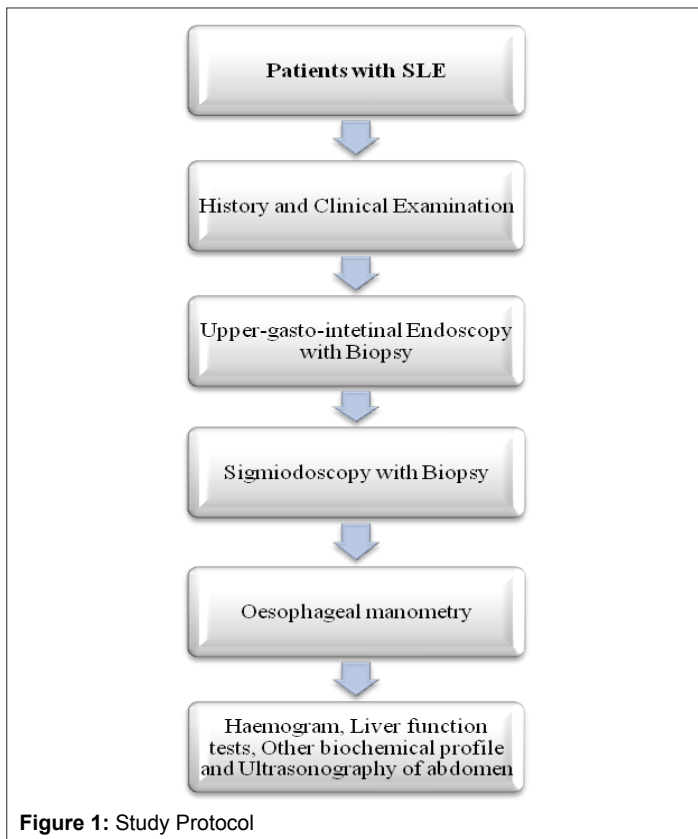 Patients with SLE
History and Clinical Examination
Upper-gasto-intetinal Endoscopy
with Biopsy
Sigmiodoscopy with Biopsy
Oesophageal manometry
Haemogram, Liver function
tests, Other biochemical profile
and Ultrasonography of abdomen
Figure 1: Study Protocol